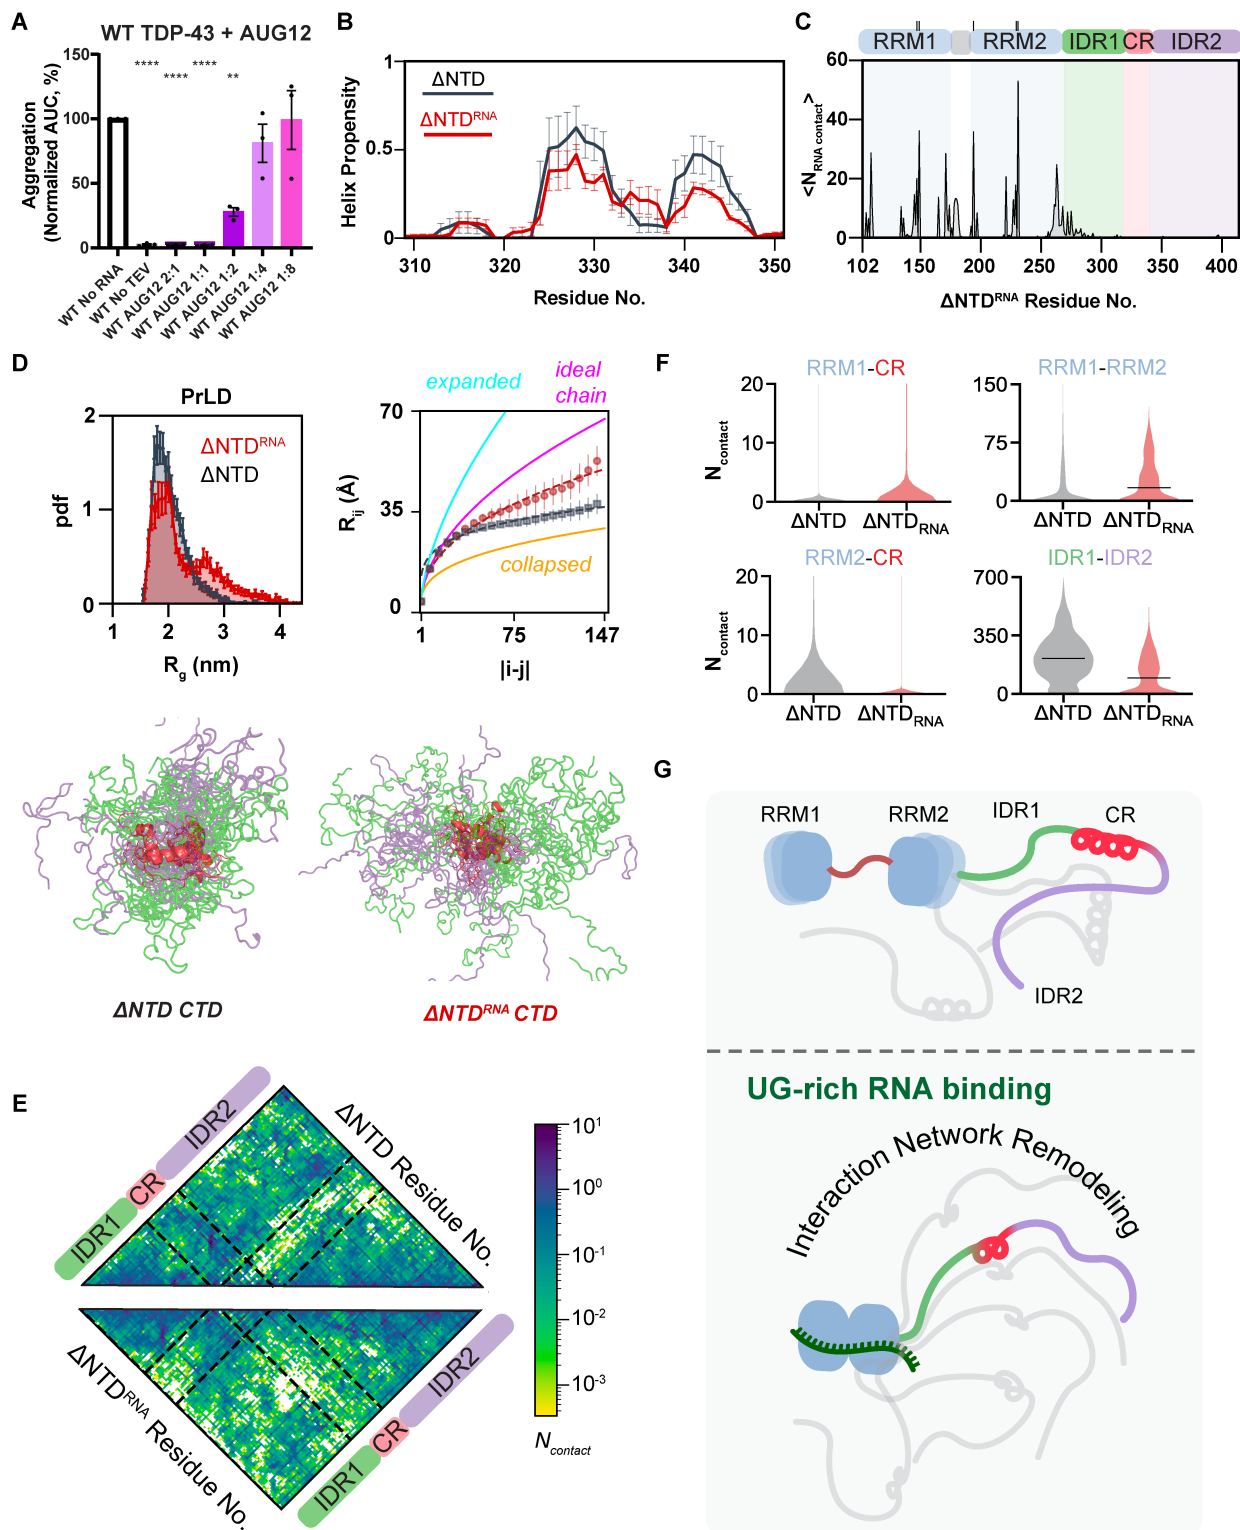 A
WT TDP-43 + AUG12
Aggregation
(Normalized AUC, %)
150
100
50
0
****
****
****
**
WT No RNA
WT No TEV
WT AUG12 2:1
WT AUG12 1:1
WT AUG12 1:2
WT AUG12 1:4
WT AUG12 1:8
B
Helix Propensity
1
0.5
0
ΔNTD
ΔNTD^RNA
310
320
330
340
350
Residue No.
C
RRM1
RRM2
IDR1
CR
IDR2
<N_RNA contact>
60
40
20
0
102
150
200
250
300
350
400
ΔNTD^RNA Residue No.
D
PrLD
pdf
2
1
0
ΔNTD^RNA
ΔNTD
1
2
3
4
R_g (nm)
expanded
ideal
chain
collapsed
R_ij (Å)
70
35
0
1
75
147
|i-j|
ΔNTD CTD
ΔNTD^RNA CTD
E
IDR1
CR
IDR2
ΔNTD Residue No.
ΔNTD^RNA Residue No.
IDR1
CR
IDR2
10^1
10^0
10^-1
10^-2
10^-3
N_contact
F
RRM1-CR
N_contact
20
10
0
ΔNTD
ΔNTD_RNA
RRM1-RRM2
150
75
0
ΔNTD
ΔNTD_RNA
RRM2-CR
N_contact
20
10
0
ΔNTD
ΔNTD_RNA
IDR1-IDR2
700
350
0
ΔNTD
ΔNTD_RNA
G
RRM1
RRM2
IDR1
CR
IDR2
UG-rich RNA binding
Interaction Network Remodeling